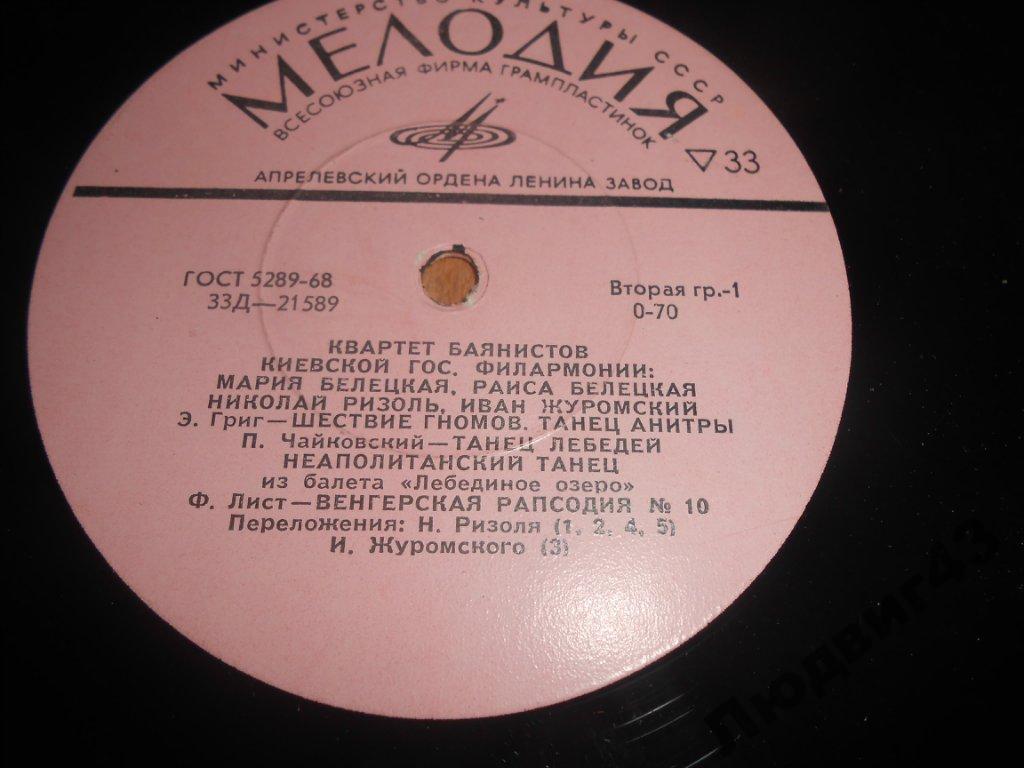 МИНИСТЕРСТВО КУЛЬТУРЫ СССР
МЕЛОДИЯ
ВСЕСОЮЗНАЯ ФИРМА ГРАМПЛАСТИНОК
▽ 33
АПРЕЛЕВСКИЙ ОРДЕНА ЛЕНИНА ЗАВОД
ГОСТ 5289-68
33Д—21589
Вторая гр.-1
0-70
КВАРТЕТ БАЯНИСТОВ
КИЕВСКОЙ ГОС. ФИЛАРМОНИИ:
МАРИЯ БЕЛЕЦКАЯ, РАИСА БЕЛЕЦКАЯ
НИКОЛАЙ РИЗОЛЬ, ИВАН ЖУРОМСКИЙ
Э. Григ—ШЕСТВИЕ ГНОМОВ. ТАНЕЦ АНИТРЫ
П. Чайковский—ТАНЕЦ ЛЕБЕДЕЙ
НЕАПОЛИТАНСКИЙ ТАНЕЦ
из балета «Лебединое озеро»
Ф. Лист—ВЕНГЕРСКАЯ РАПСОДИЯ № 10
Переложения: Н. Ризоля (1, 2, 4, 5)
И. Журомского (3)
Людвиг43